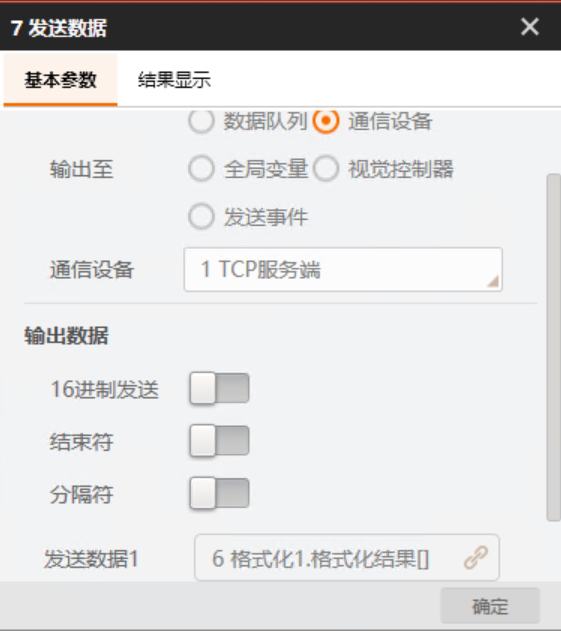 7 发送数据
基本参数 结果显示
数据队列 通信设备
输出至 全局变量 视觉控制器
发送事件
通信设备 1 TCP服务端
输出数据
16进制发送
结束符
分隔符
发送数据1 6 格式化1.格式化结果[]
确定